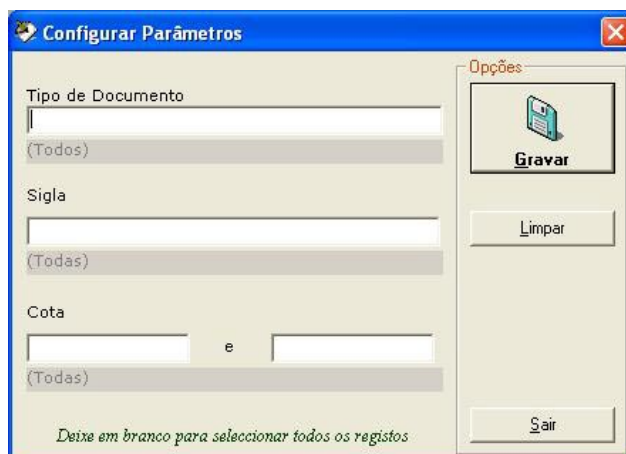 Configurar Parâmetros
Opções
Tipo de Documento
(Todos)
Gravar
Sigla
Limpar
(Todas)
Cota
e
(Todas)
Deixe em branco para seleccionar todos os registos
Sair